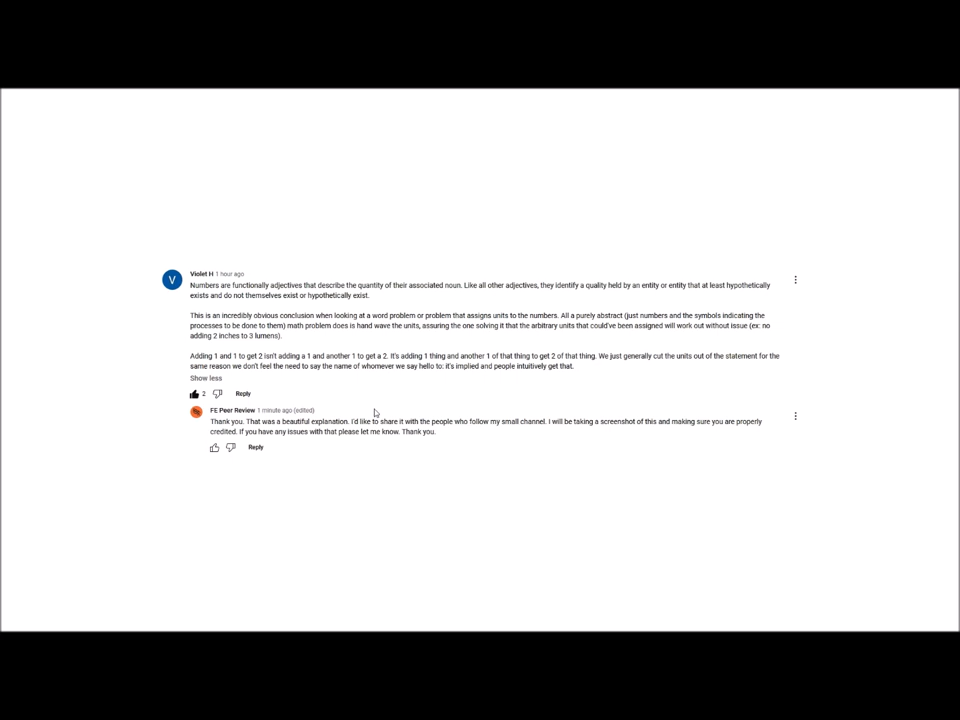 V
Violet H 1 hour ago
Numbers are functionally adjectives that describe the quantity of their associated noun. Like all other adjectives, they identify a quality held by an entity or entity that at least hypothetically
exists and do not themselves exist or hypothetically exist.
This is an incredibly obvious conclusion when looking at a word problem or problem that assigns units to the numbers. All a purely abstract (just numbers and the symbols indicating the
processes to be done to them) math problem does is hand wave the units, assuring the one solving it that the arbitrary units that could've been assigned will work out without issue (ex: no
adding 2 inches to 3 lumens).
Adding 1 and 1 to get 2 isn't adding a 1 and another 1 to get a 2. It's adding 1 thing and another 1 of that thing to get 2 of that thing. We just generally cut the units out of the statement for the
same reason we don't feel the need to say the name of whomever we say hello to: it's implied and people intuitively get that.
Show less
2 Reply
FE Peer Review 1 minute ago (edited)
Thank you. That was a beautiful explanation. I'd like to share it with the people who follow my small channel. I will be taking a screenshot of this and making sure you are properly
credited. If you have any issues with that please let me know. Thank you.
Reply